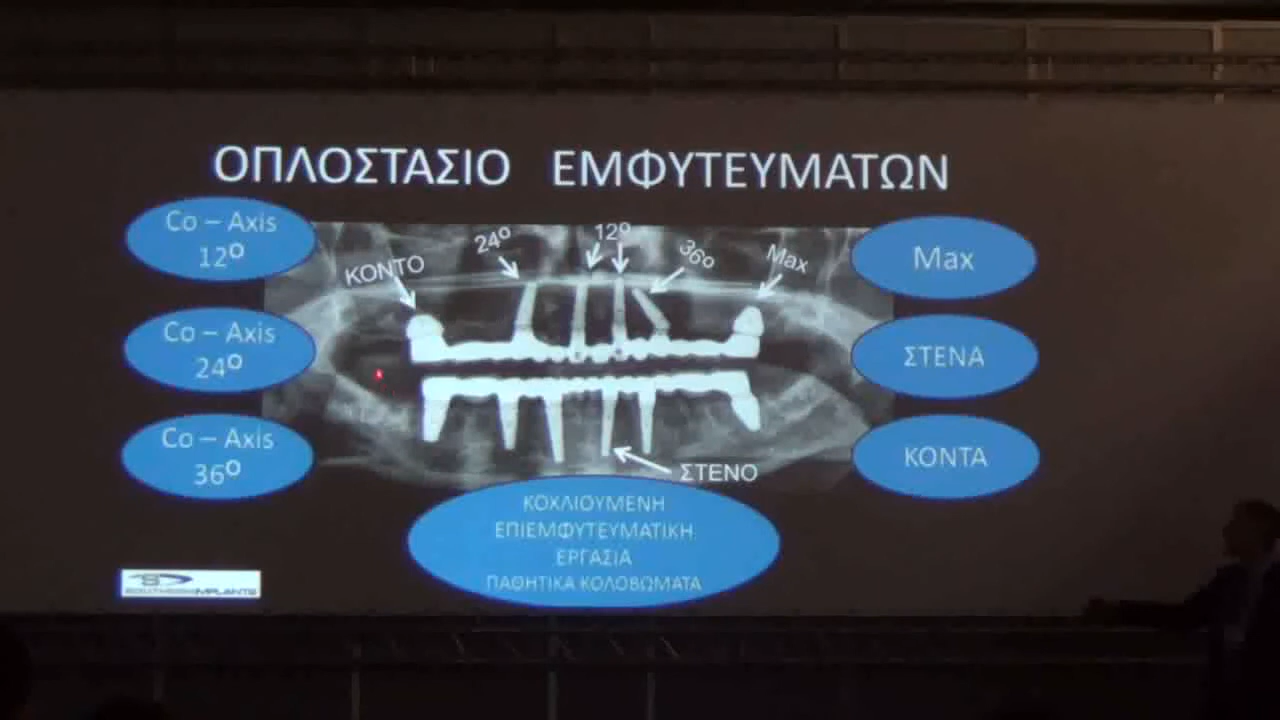 ΟΠΛΟΣΤΑΣΙΟ ΕΜΦΥΤΕΥΜΑΤΩΝ
Co – Axis
12º
Co – Axis
24º
Co – Axis
36º
ΚΟΝΤΟ
24º
12º
36º
Max
ΣΤΕΝΟ
Max
ΣΤΕΝΑ
ΚΟΝΤΑ
ΚΟΧΛΙΟΥΜΕΝΗ
ΕΠΙΕΜΦΥΤΕΥΜΑΤΙΚΗ
ΕΡΓΑΣΙΑ
ΠΑΘΗΤΙΚΑ ΚΟΛΟΒΩΜΑΤΑ
SOUTHERNIMPLANTS